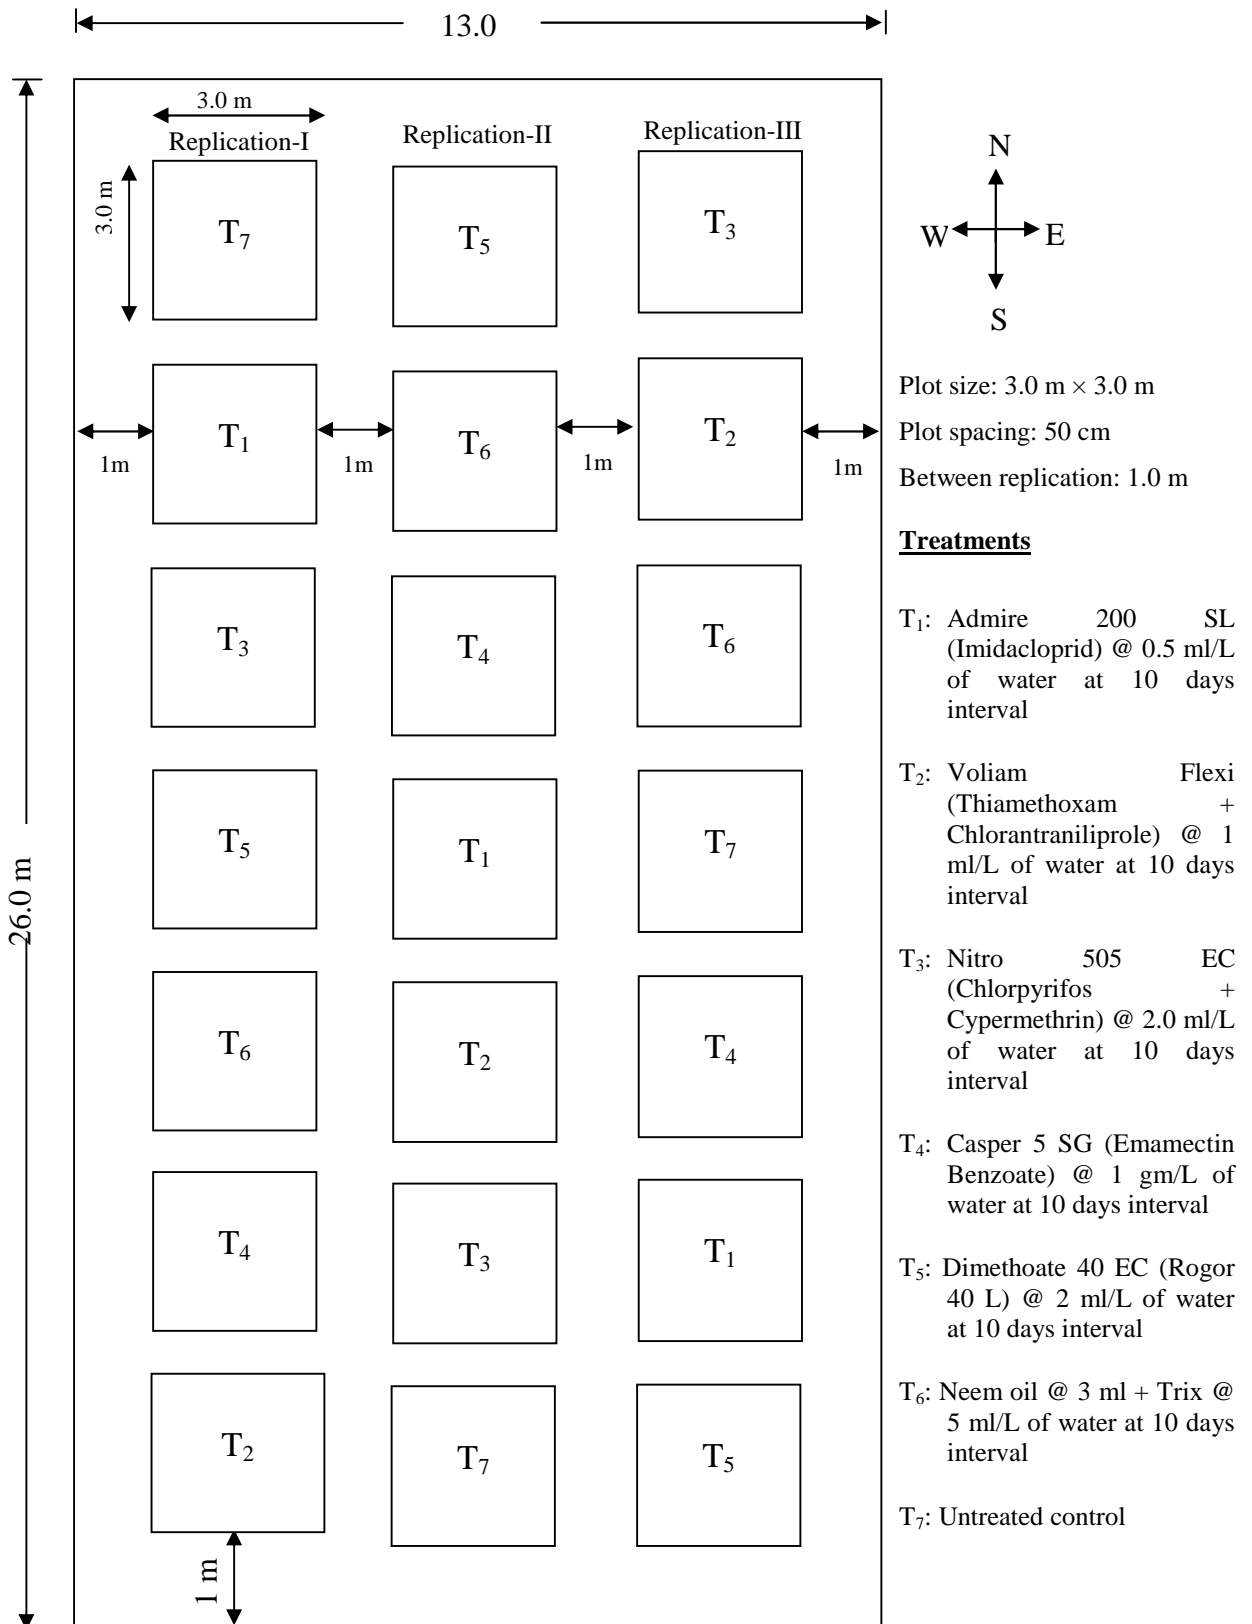 13.0
3.0 m
Replication-I Replication-II Replication-III
3.0 m
T₇ T₅ T₃
N
W E
S
Plot size: 3.0 m × 3.0 m
Plot spacing: 50 cm
Between replication: 1.0 m
T₁ T₆ T₂
1m 1m 1m 1m
Treatments
T₃ T₄ T₆
T₅ T₁ T₇
26.0 m
T₆ T₂ T₄
T₄ T₃ T₁
T₂ T₇ T₅
1 m
T₁: Admire 200 SL
(Imidacloprid) @ 0.5 ml/L
of water at 10 days
interval
T₂: Voliam Flexi
(Thiamethoxam +
Chlorantraniliprole) @ 1
ml/L of water at 10 days
interval
T₃: Nitro 505 EC
(Chlorpyrifos +
Cypermethrin) @ 2.0 ml/L
of water at 10 days
interval
T₄: Casper 5 SG (Emamectin
Benzoate) @ 1 gm/L of
water at 10 days interval
T₅: Dimethoate 40 EC (Rogor
40 L) @ 2 ml/L of water
at 10 days interval
T₆: Neem oil @ 3 ml + Trix @
5 ml/L of water at 10 days
interval
T₇: Untreated control